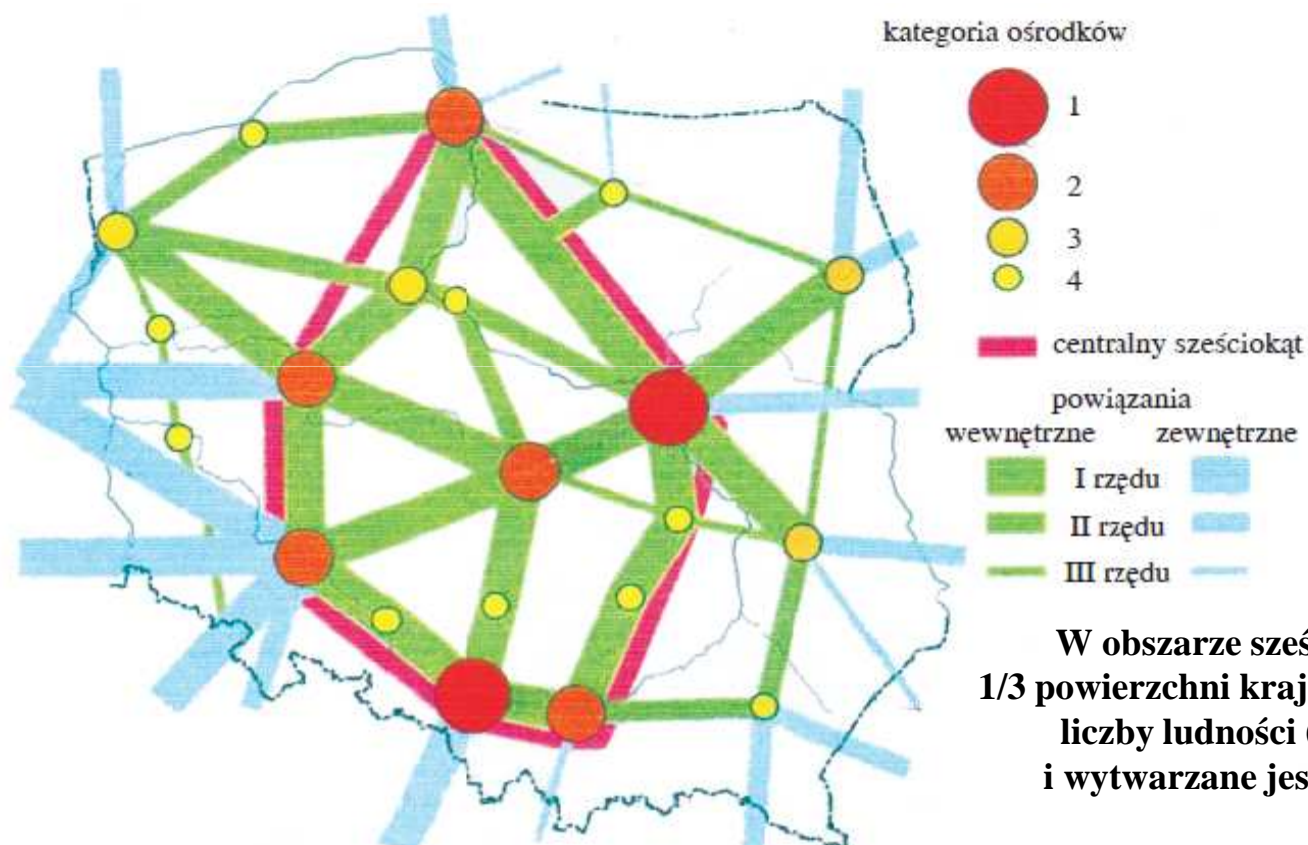 kategoria ośrodków
1
2
3
4
centralny sześciokąt
powiązania
wewnętrzne zewnętrzne
I rzędu
II rzędu
III rzędu
W obszarze sześ
1/3 powierzchni kraj
liczby ludności
i wytwarzane jes